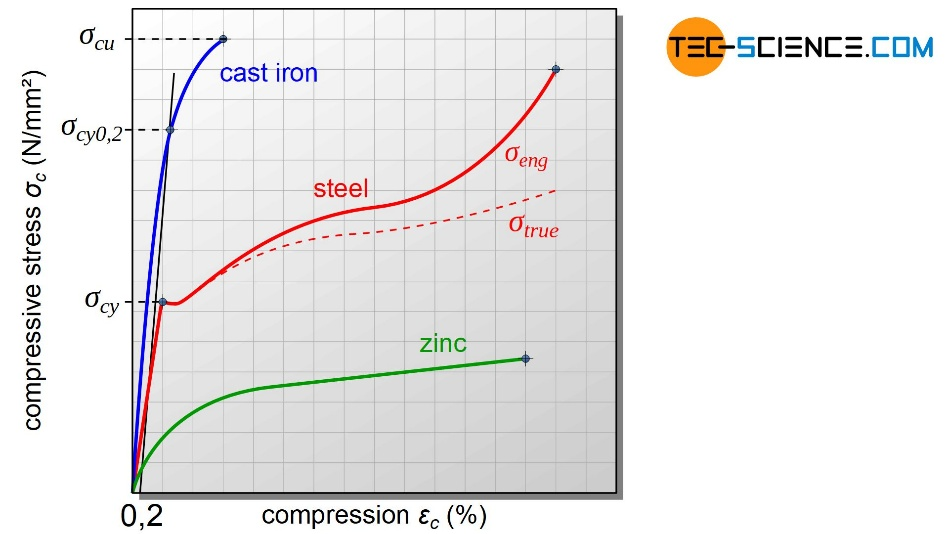 TEC-SCIENCE.COM
σcu
cast iron
σcy0,2
σeng
steel
σtrue
σcy
zinc
compressive stress σc (N/mm²)
0,2
compression εc (%)